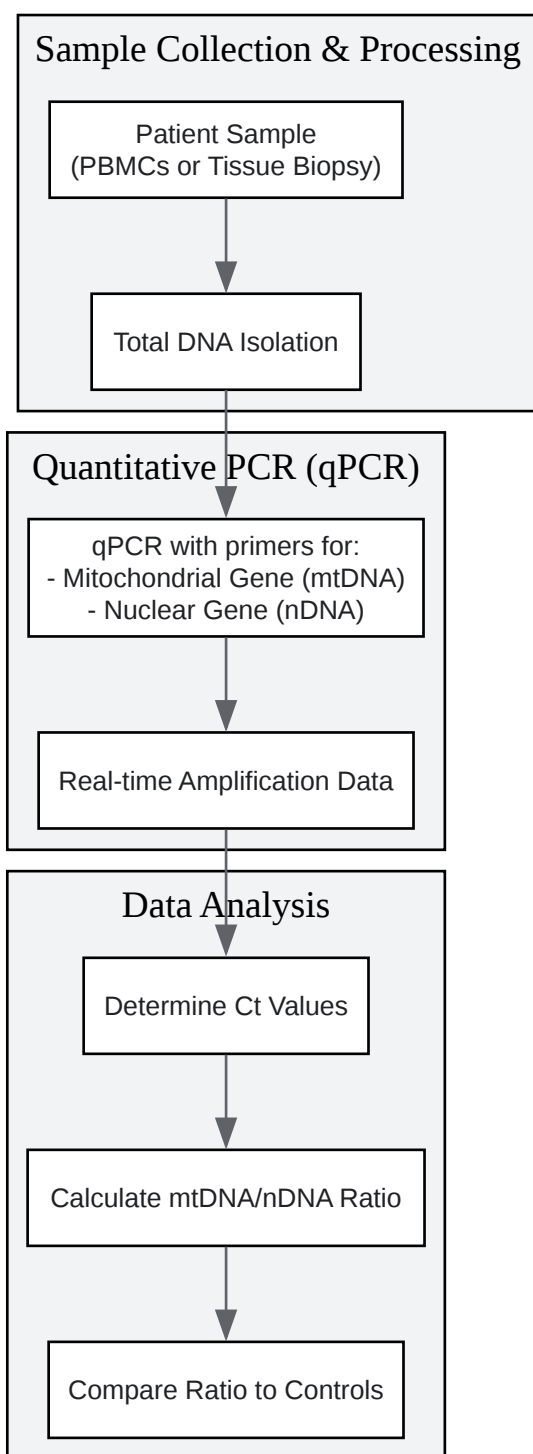 Sample Collection & Processing
Patient Sample
(PBMCs or Tissue Biopsy)
Total DNA Isolation
Quantitative PCR (qPCR)
qPCR with primers for:
- Mitochondrial Gene (mtDNA)
- Nuclear Gene (nDNA)
Real-time Amplification Data
Data Analysis
Determine Ct Values
Calculate mtDNA/nDNA Ratio
Compare Ratio to Controls